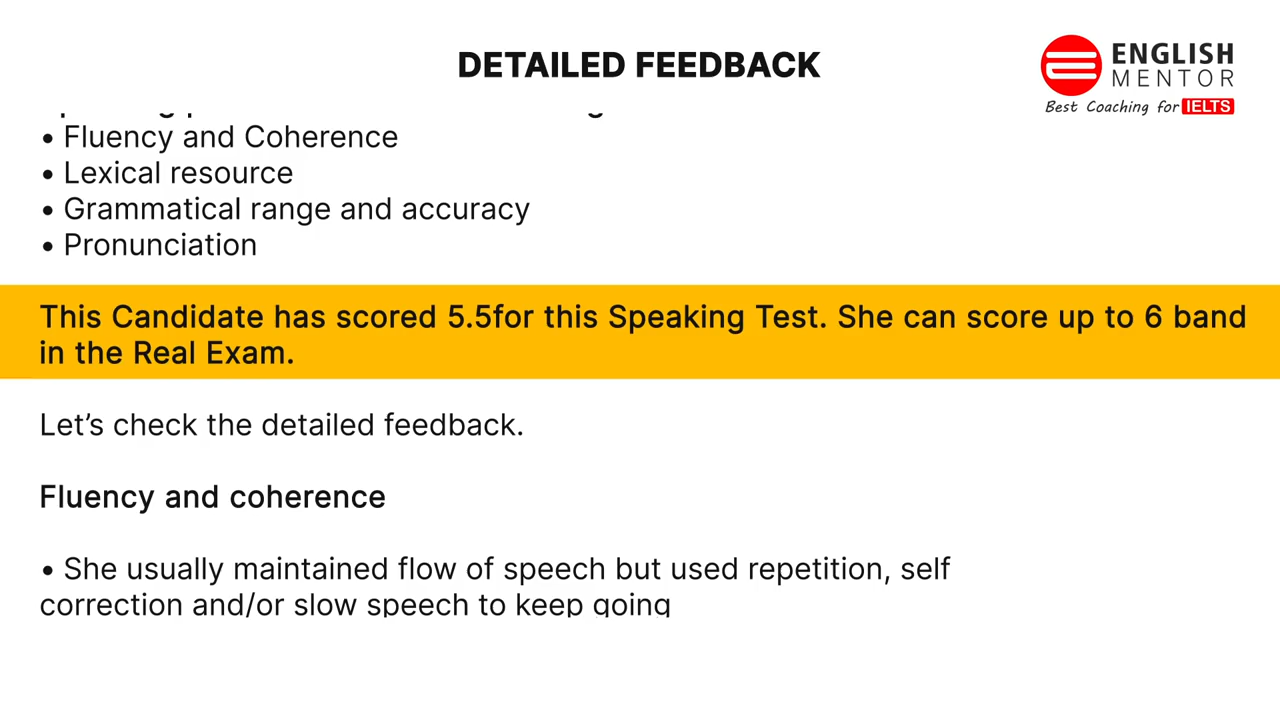 DETAILED FEEDBACK
ENGLISH
MENTOR
Best Coaching for IELTS
• Fluency and Coherence
• Lexical resource
• Grammatical range and accuracy
• Pronunciation
This Candidate has scored 5.5for this Speaking Test. She can score up to 6 band
in the Real Exam.
Let’s check the detailed feedback.
Fluency and coherence
• She usually maintained flow of speech but used repetition, self
correction and/or slow speech to keep going